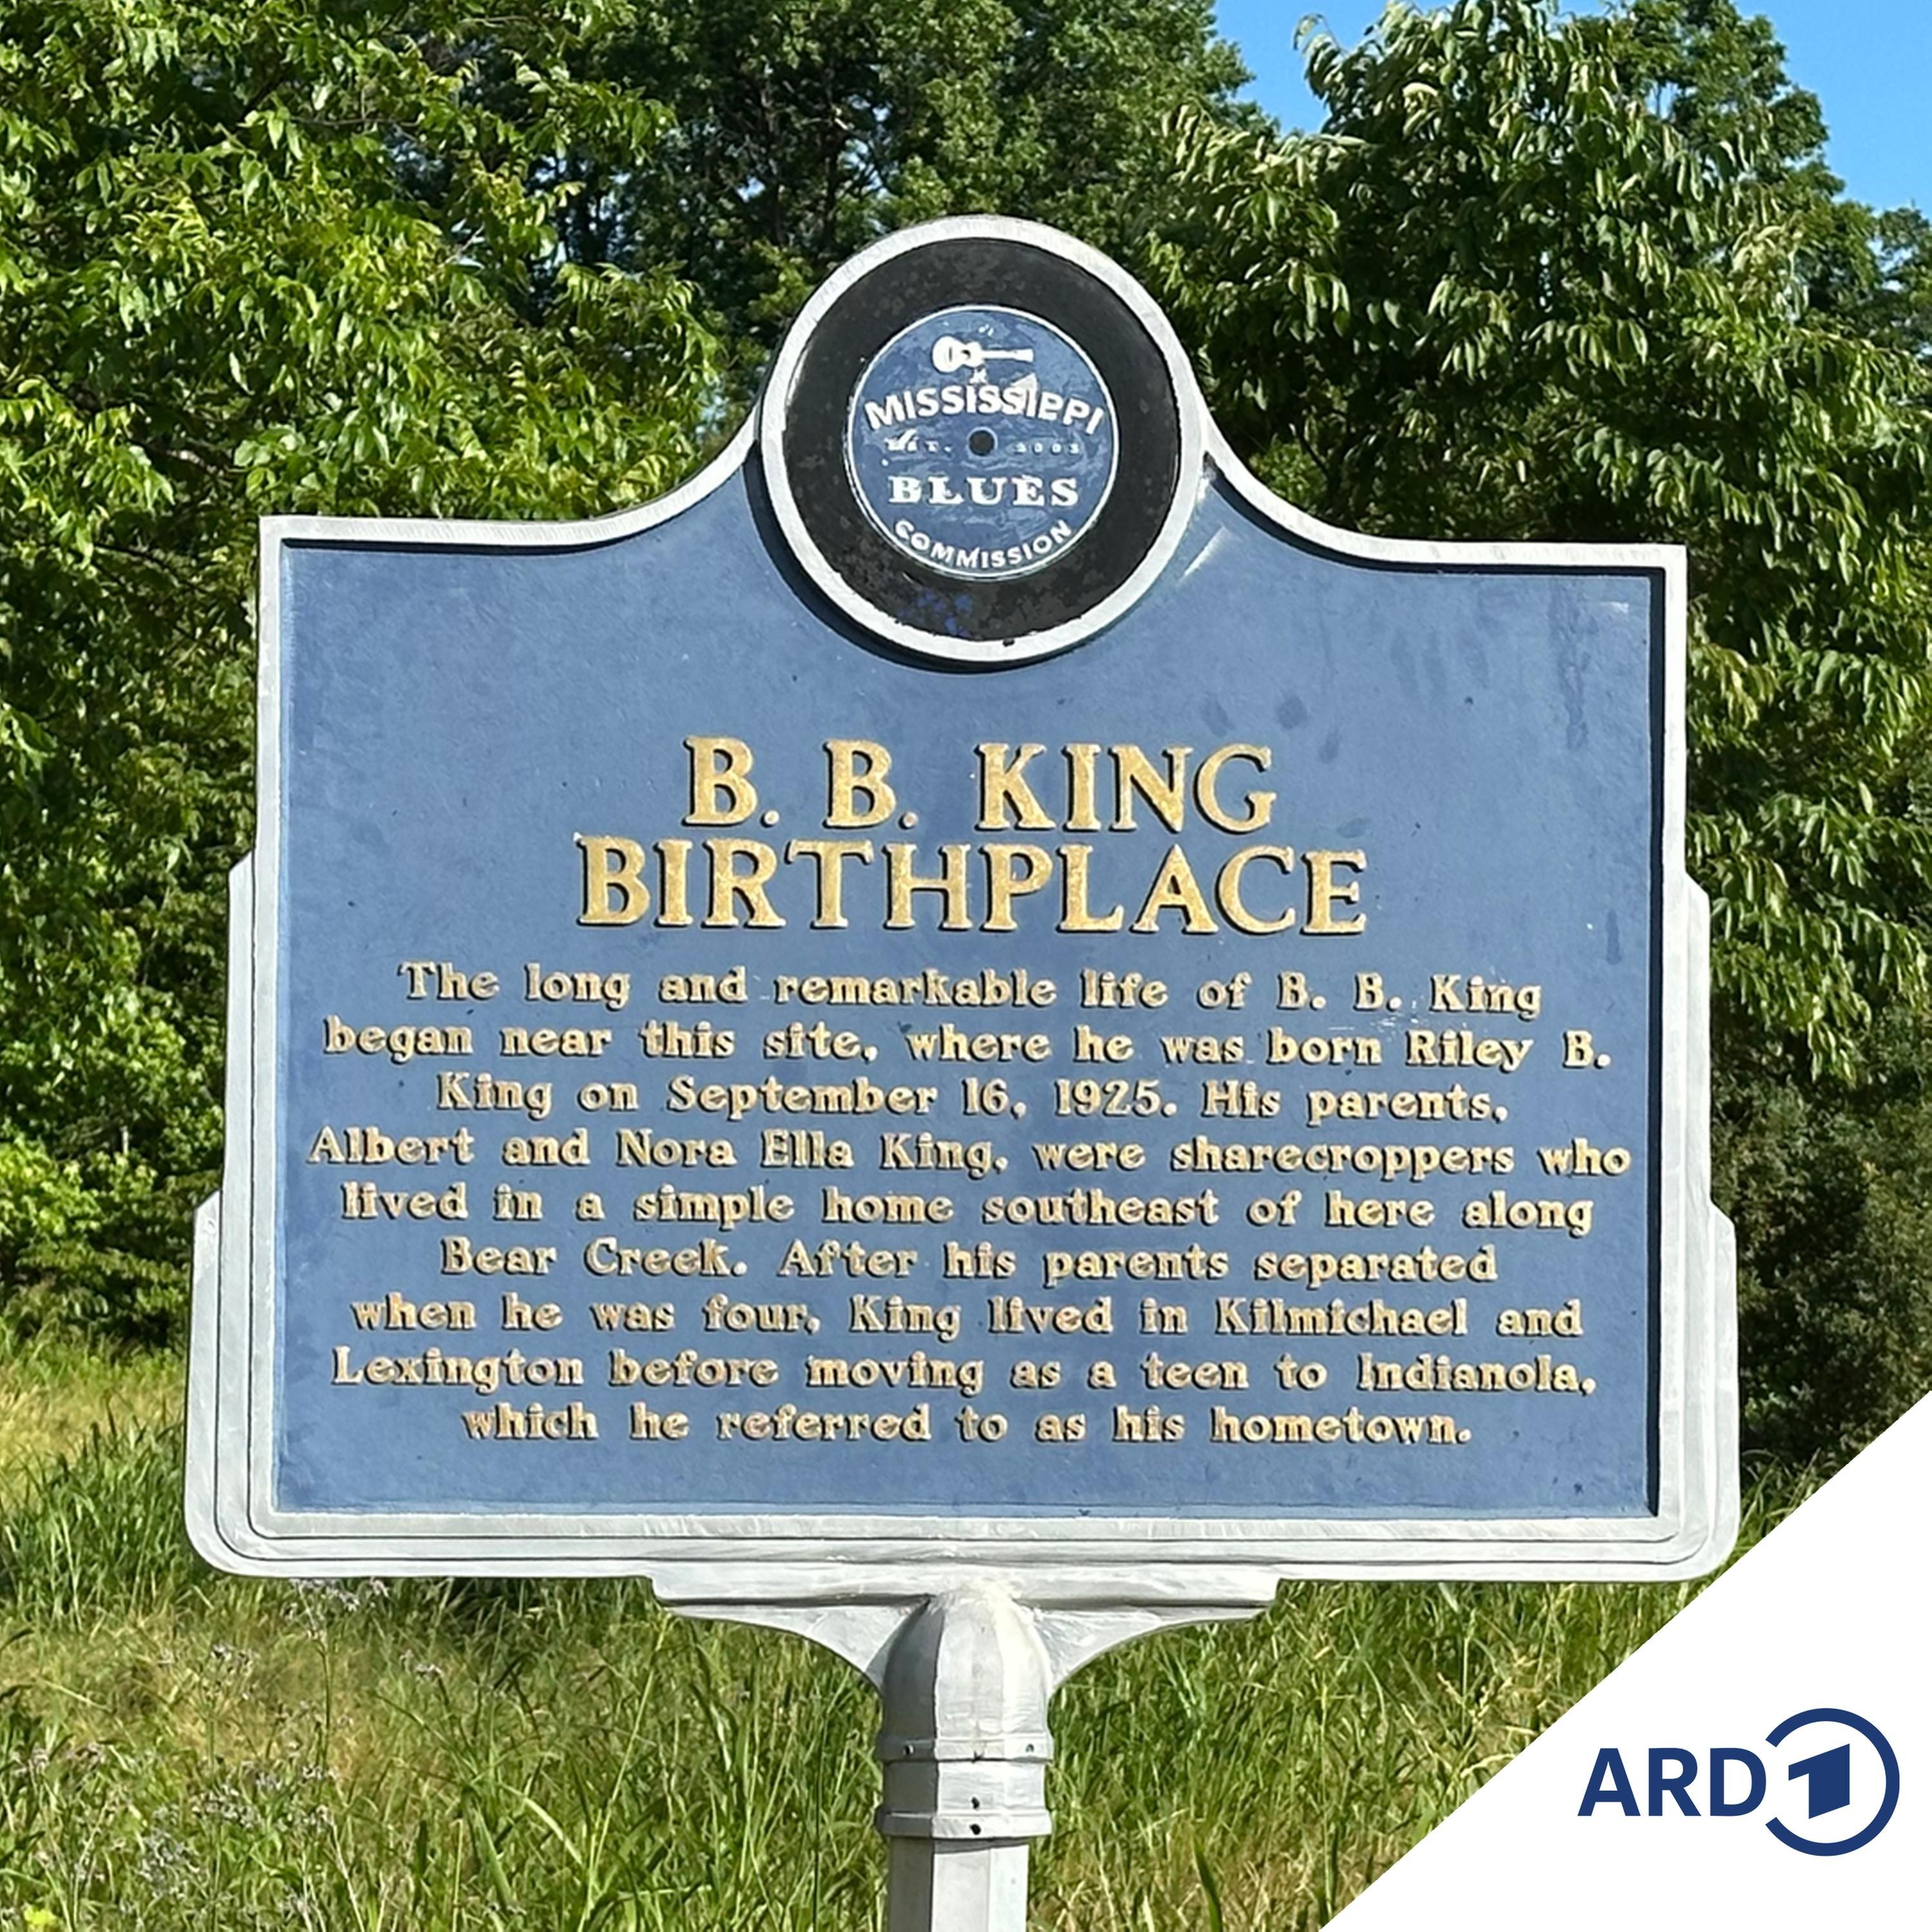 MISSISSIPPI
EST. 2003
BLUES
COMMISSION
B. B. KING
BIRTHPLACE
The long and remarkable life of B. B. King
began near this site, where he was born Riley B.
King on September 16, 1925. His parents,
Albert and Nora Ella King, were sharecroppers who
lived in a simple home southeast of here along
Bear Creek. After his parents separated
when he was four, King lived in Kilmichael and
Lexington before moving as a teen to Indianola,
which he referred to as his hometown.
ARD 1